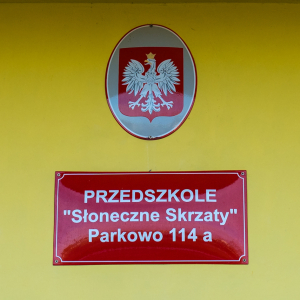 PRZEDSZKOLE
"Słoneczne Skrzaty"
Parkowo 114 a